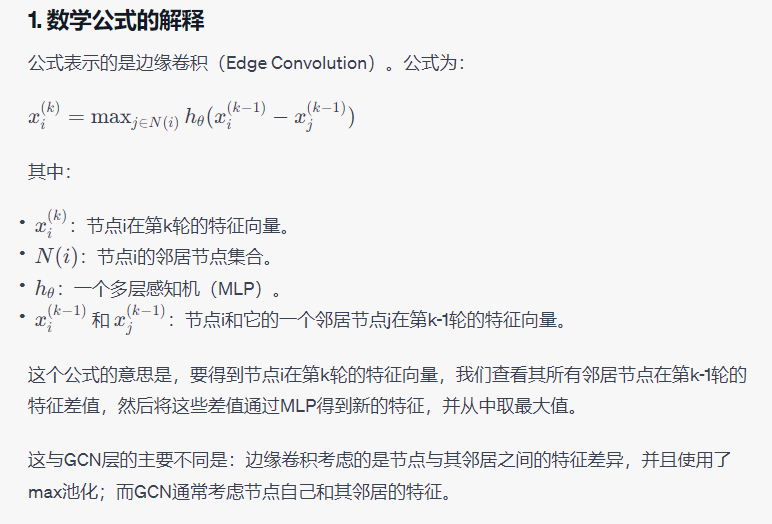 1. 数学公式的解释
公式表示的是边缘卷积（Edge Convolution）。公式为：
$x_i^{(k)} = \max_{j \in N(i)} h_\theta(x_i^{(k-1)} - x_j^{(k-1)})$
其中：
• $x_i^{(k)}$：节点i在第k轮的特征向量。
• $N(i)$：节点i的邻居节点集合。
• $h_\theta$：一个多层感知机（MLP）。
• $x_i^{(k-1)}$ 和 $x_j^{(k-1)}$：节点i和它的一个邻居节点j在第k-1轮的特征向量。
这个公式的意思是，要得到节点i在第k轮的特征向量，我们查看其所有邻居节点在第k-1轮的
特征差值，然后将这些差值通过MLP得到新的特征，并从中取最大值。
这与GCN层的主要不同是：边缘卷积考虑的是节点与其邻居之间的特征差异，并且使用了
max池化；而GCN通常考虑节点自己和其邻居的特征。